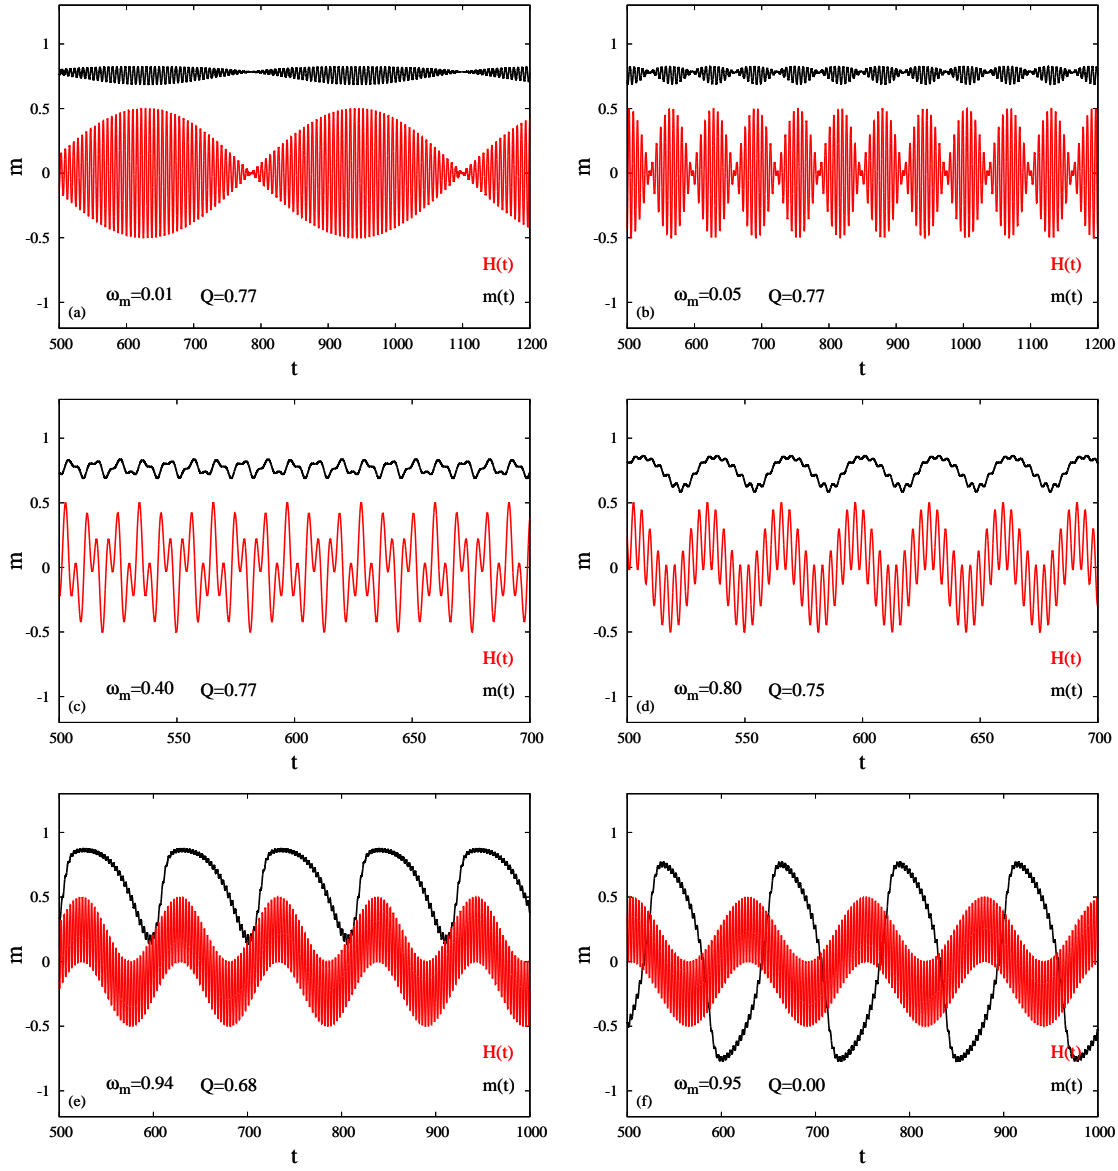 1
0.5
0
-0.5
-1
m
H(t)
m(t)
ω_m=0.01 Q=0.77
(a)
500 600 700 800 900 1000 1100 1200
t
1
0.5
0
-0.5
-1
m
H(t)
m(t)
ω_m=0.05 Q=0.77
(b)
500 600 700 800 900 1000 1100 1200
t
1
0.5
0
-0.5
-1
m
H(t)
m(t)
ω_m=0.40 Q=0.77
(c)
500 550 600 650 700
t
1
0.5
0
-0.5
-1
m
H(t)
m(t)
ω_m=0.80 Q=0.75
(d)
500 550 600 650 700
t
1
0.5
0
-0.5
-1
m
H(t)
m(t)
ω_m=0.94 Q=0.68
(e)
500 600 700 800 900 1000
t
1
0.5
0
-0.5
-1
m
H(t)
m(t)
ω_m=0.95 Q=0.00
(f)
500 600 700 800 900 1000
t